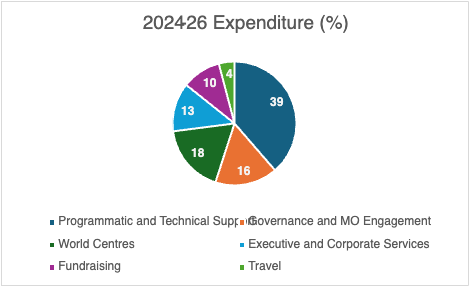 2024-26 Expenditure (%)
4
10
39
13
18
16
Programmatic and Technical Support
Governance and MO Engagement
World Centres
Executive and Corporate Services
Fundraising
Travel